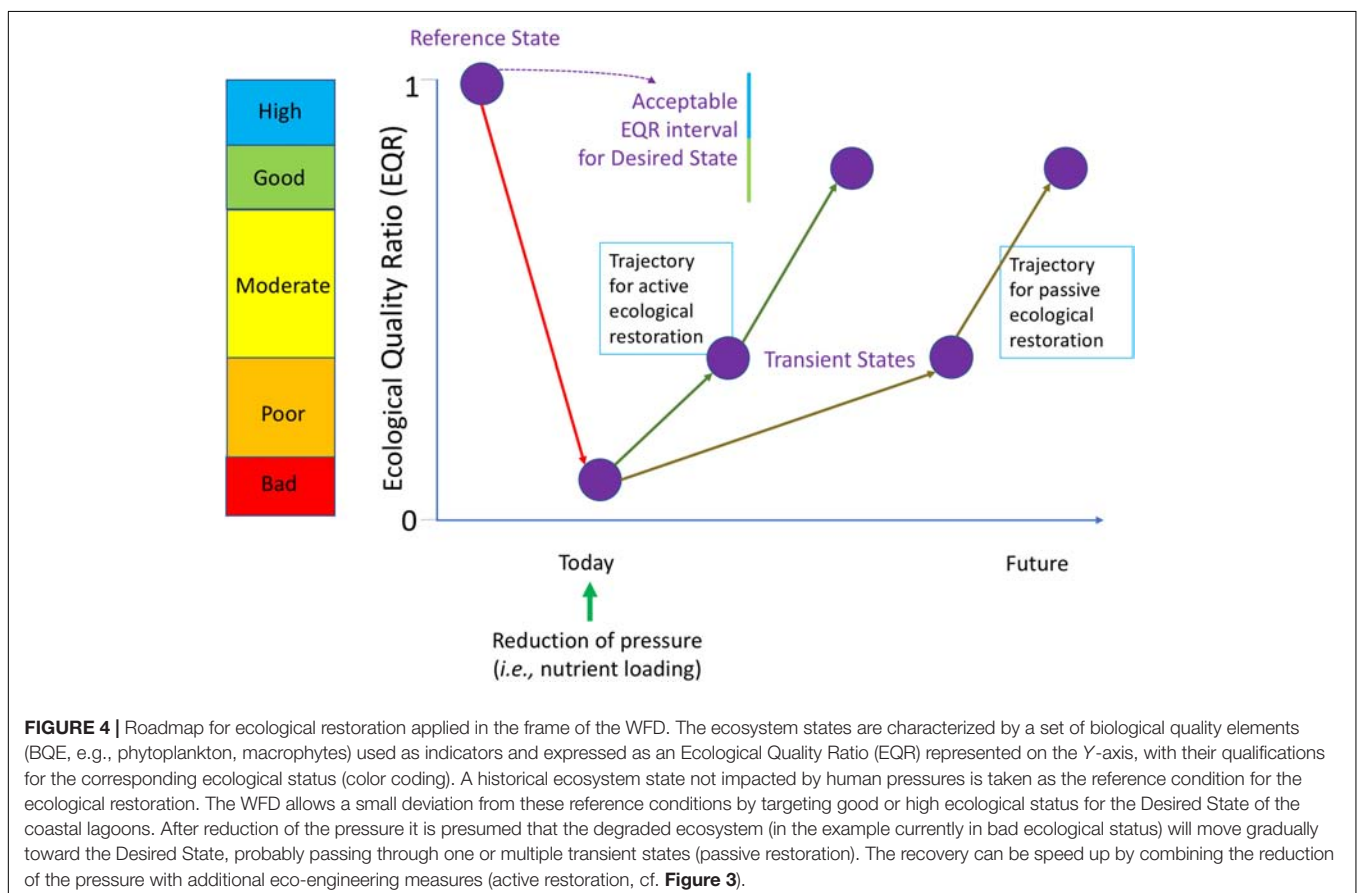 Reference State
1
High
Good
Moderate
Poor
Bad
Ecological Quality Ratio (EQR)
0
Acceptable
EQR interval
for Desired State
Trajectory
for active
ecological
restoration
Transient States
Trajectory
for passive
ecological
restoration
Today
Future
Reduction of pressure
(i.e., nutrient loading)
FIGURE 4 | Roadmap for ecological restoration applied in the frame of the WFD. The ecosystem states are characterized by a set of biological quality elements
(BQE, e.g., phytoplankton, macrophytes) used as indicators and expressed as an Ecological Quality Ratio (EQR) represented on the Y-axis, with their qualifications
for the corresponding ecological status (color coding). A historical ecosystem state not impacted by human pressures is taken as the reference condition for the
ecological restoration. The WFD allows a small deviation from these reference conditions by targeting good or high ecological status for the Desired State of the
coastal lagoons. After reduction of the pressure it is presumed that the degraded ecosystem (in the example currently in bad ecological status) will move gradually
toward the Desired State, probably passing through one or multiple transient states (passive restoration). The recovery can be speed up by combining the reduction
of the pressure with additional eco-engineering measures (active restoration, cf. Figure 3).